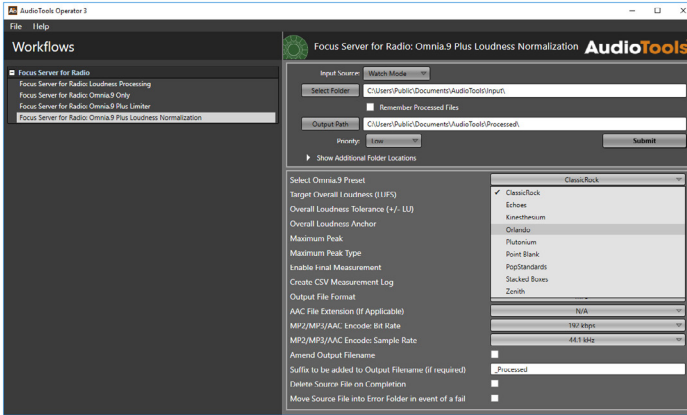 Ao AudioTools Operator 3
File Help
Workflows
Focus Server for Radio: Omnia.9 Plus Loudness Normalization AudioTools
Focus Server for Radio
Focus Server for Radio: Loudness Processing
Focus Server for Radio: Omnia.9 Only
Focus Server for Radio: Omnia.9 Plus Limiter
Focus Server for Radio: Omnia.9 Plus Loudness Normalization
Input Source: Watch Mode
Select Folder C:\Users\Public\Documents\AudioTools\Input\
Remember Processed Files
Output Path C:\Users\Public\Documents\AudioTools\Processed\
Priority: Low Submit
Show Additional Folder Locations
Select Omnia.9 Preset ClassicRock
Target Overall Loudness (LUFS) ✓ ClassicRock
Overall Loudness Tolerance (+/- LU) Echoes
Overall Loudness Anchor Kinesthesium
Maximum Peak Orlando
Maximum Peak Type Plutonium
Enable Final Measurement Point Blank
Create CSV Measurement Log PopStandards
Output File Format Stacked Boxes
Zenith
AAC File Extension (If Applicable) N/A
MP2/MP3/AAC Encode: Bit Rate 192 kbps
MP2/MP3/AAC Encode: Sample Rate 44.1 kHz
Amend Output Filename
Suffix to be added to Output Filename (if required) _Processed
Delete Source File on Completion
Move Source File into Error Folder in event of a fail